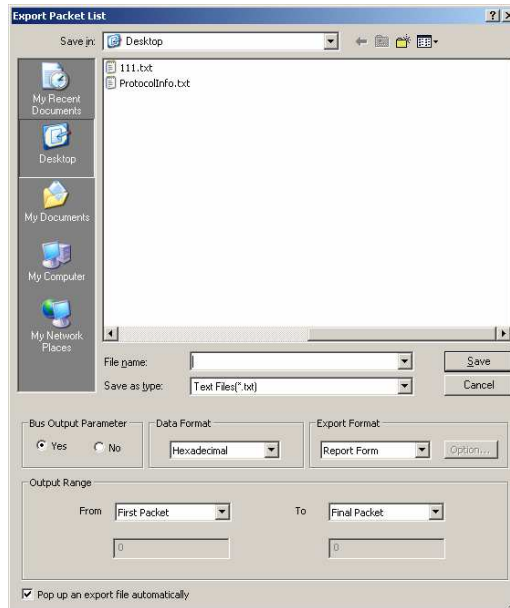 Export Packet List
Save in: Desktop
My Recent Documents
Desktop
My Documents
My Computer
My Network Places
111.txt
ProtocolInfo.txt
File name:
Save
Save as type: Text Files(*.txt)
Cancel
Bus Output Parameter
Yes No
Data Format
Hexadecimal
Export Format
Report Form Option...
Output Range
From First Packet To Final Packet
0 0
Pop up an export file automatically